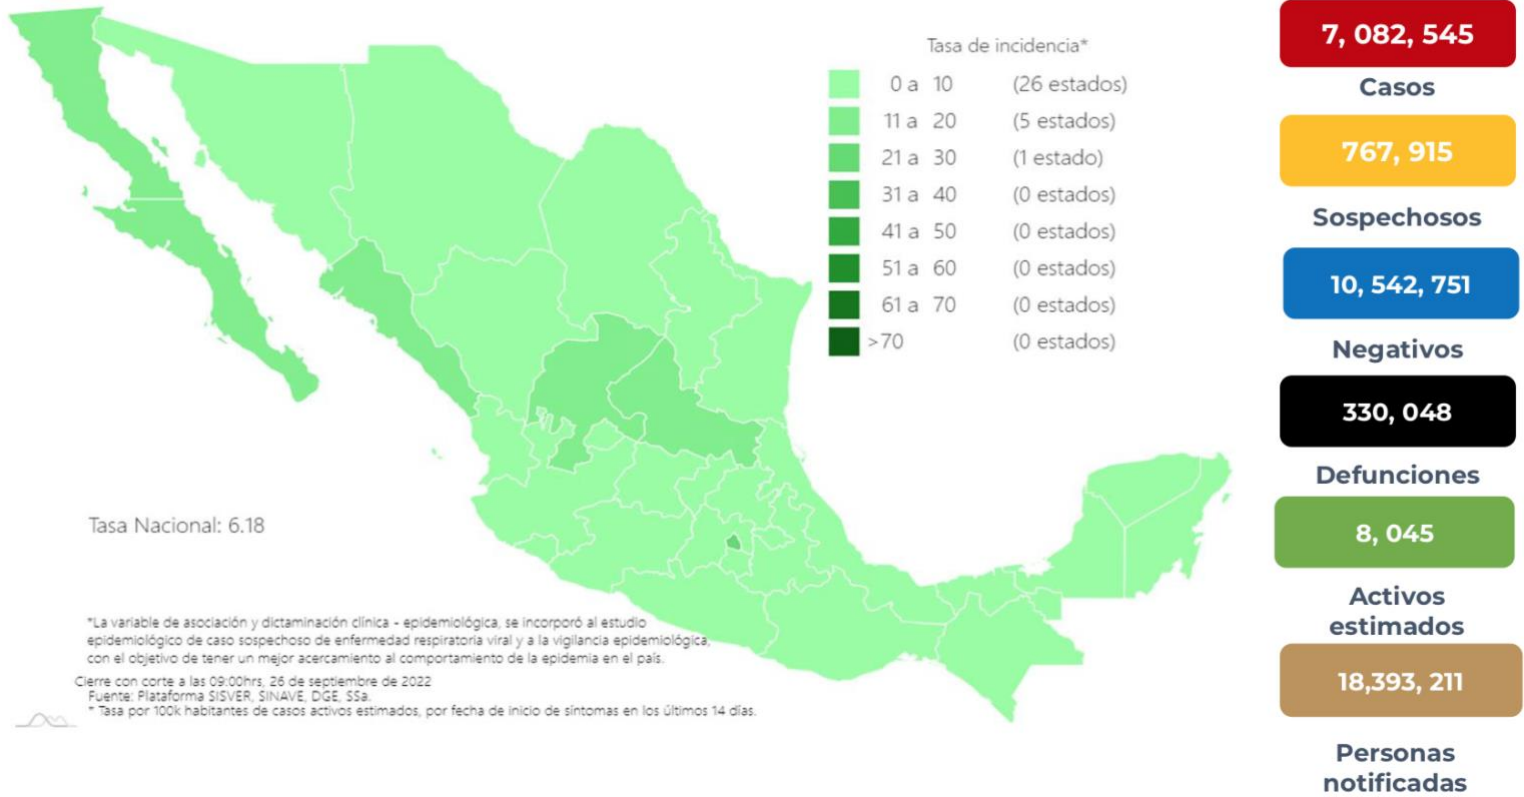 Tasa de incidencia*
0 a 10 (26 estados)
11 a 20 (5 estados)
21 a 30 (1 estado)
31 a 40 (0 estados)
41 a 50 (0 estados)
51 a 60 (0 estados)
61 a 70 (0 estados)
>70 (0 estados)
Tasa Nacional: 6.18
*La variable de asociación y dictaminación clínica - epidemiológica, se incorporó al estudio
epidemiológico de caso sospechoso de enfermedad respiratoria viral y a la vigilancia epidemiológica,
con el objetivo de tener un mejor acercamiento al comportamiento de la epidemia en el país.
Cierre con corte a las 09:00hrs, 26 de septiembre de 2022
Fuente: Plataforma SISVER, SINAVE, DGE, SSa.
* Tasa por 100k habitantes de casos activos estimados, por fecha de inicio de síntomas en los últimos 14 días.
7, 082, 545
Casos
767, 915
Sospechosos
10, 542, 751
Negativos
330, 048
Defunciones
8, 045
Activos
estimados
18,393, 211
Personas
notificadas